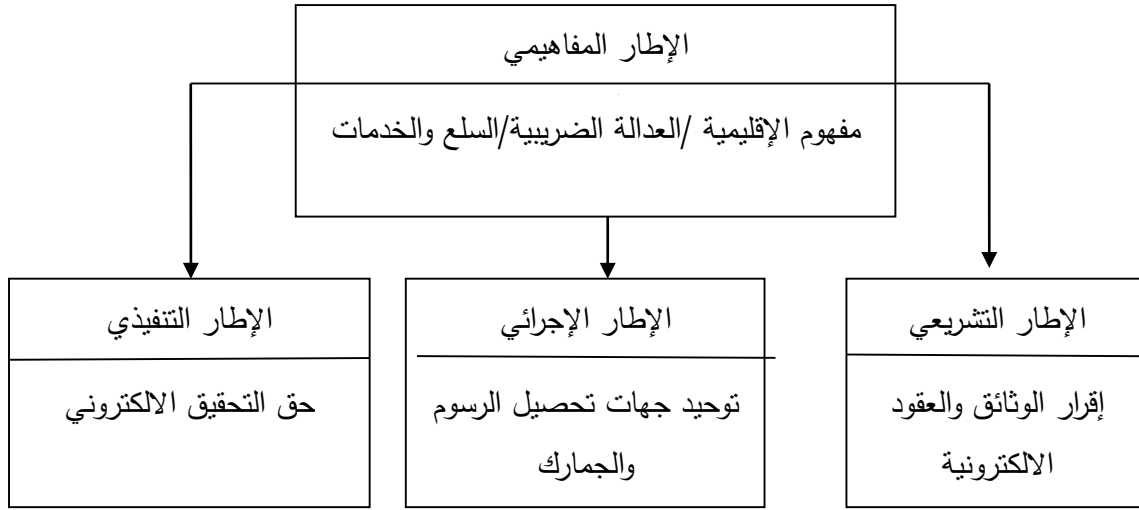 الإطار المفاهيمي
مفهوم الإقليمية /العدالة الضريبية/السلع والخدمات
الإطار التشريعي
إقرار الوثائق والعقود
الالكترونية
الإطار الإجرائي
توحيد جهات تحصيل الرسوم
والجمارك
الإطار التنفيذي
حق التحقيق الالكتروني